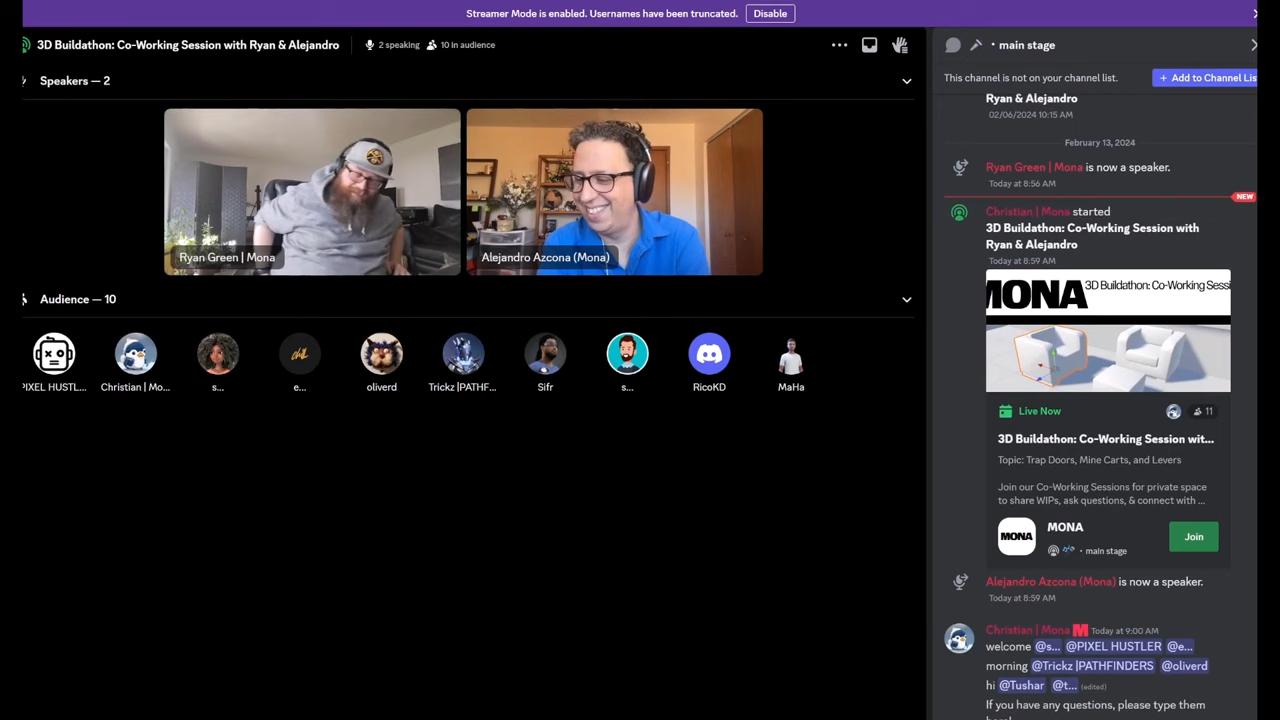 Streamer Mode is enabled. Usernames have been truncated. Disable
3D Buildathon: Co-Working Session with Ryan & Alejandro
2 speaking 10 in audience
Speakers — 2
Ryan Green | Mona
Alejandro Azcona (Mona)
Audience — 10
PIXEL HUSTL...
Christian | Mo...
s...
e...
oliverd
Trickz |PATHF...
Sifr
s...
RicoKD
MaHa
main stage
This channel is not on your channel list.
+ Add to Channel Lis
Ryan & Alejandro
02/06/2024 10:15 AM
February 13, 2024
Ryan Green | Mona is now a speaker.
Today at 8:56 AM
NEW
Christian | Mona started
3D Buildathon: Co-Working Session with
Ryan & Alejandro
Today at 8:59 AM
MONA 3D Buildathon: Co-Working Sessi
Live Now
11
3D Buildathon: Co-Working Session wit...
Topic: Trap Doors, Mine Carts, and Levers
Join our Co-Working Sessions for private space
to share WIPs, ask questions, & connect with ...
MONA
MONA
• main stage
Join
Alejandro Azcona (Mona) is now a speaker.
Today at 8:59 AM
Christian | Mona M Today at 9:00 AM
welcome @s... @PIXEL HUSTLER @e...
morning @Trickz |PATHFINDERS @oliverd
hi @Tushar @t... (edited)
If you have any questions, please type them